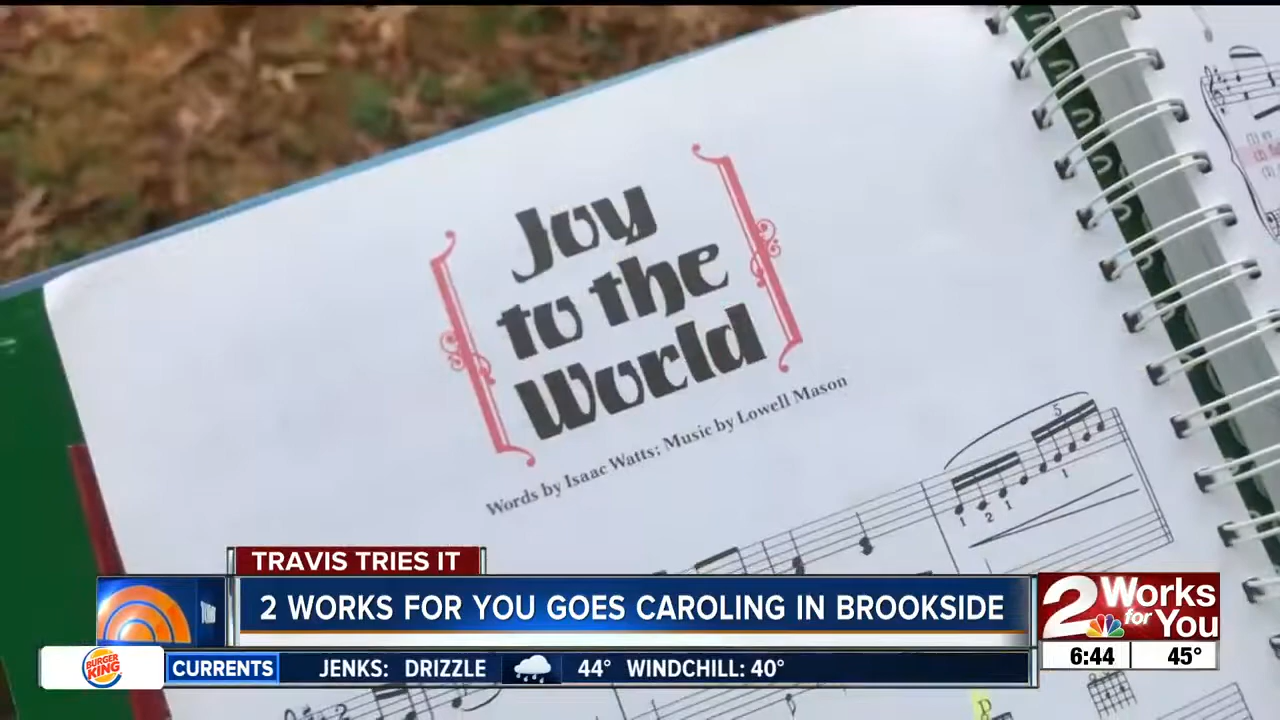 Joy
to the
World
Words by Isaac Watts; Music by Lowell Mason
5
1 2 1
1
2
D
TRAVIS TRIES IT
2 WORKS FOR YOU GOES CAROLING IN BROOKSIDE
2 Works
for You
6:44 45°
BURGER
KING
CURRENTS JENKS: DRIZZLE 44° WINDCHILL: 40°